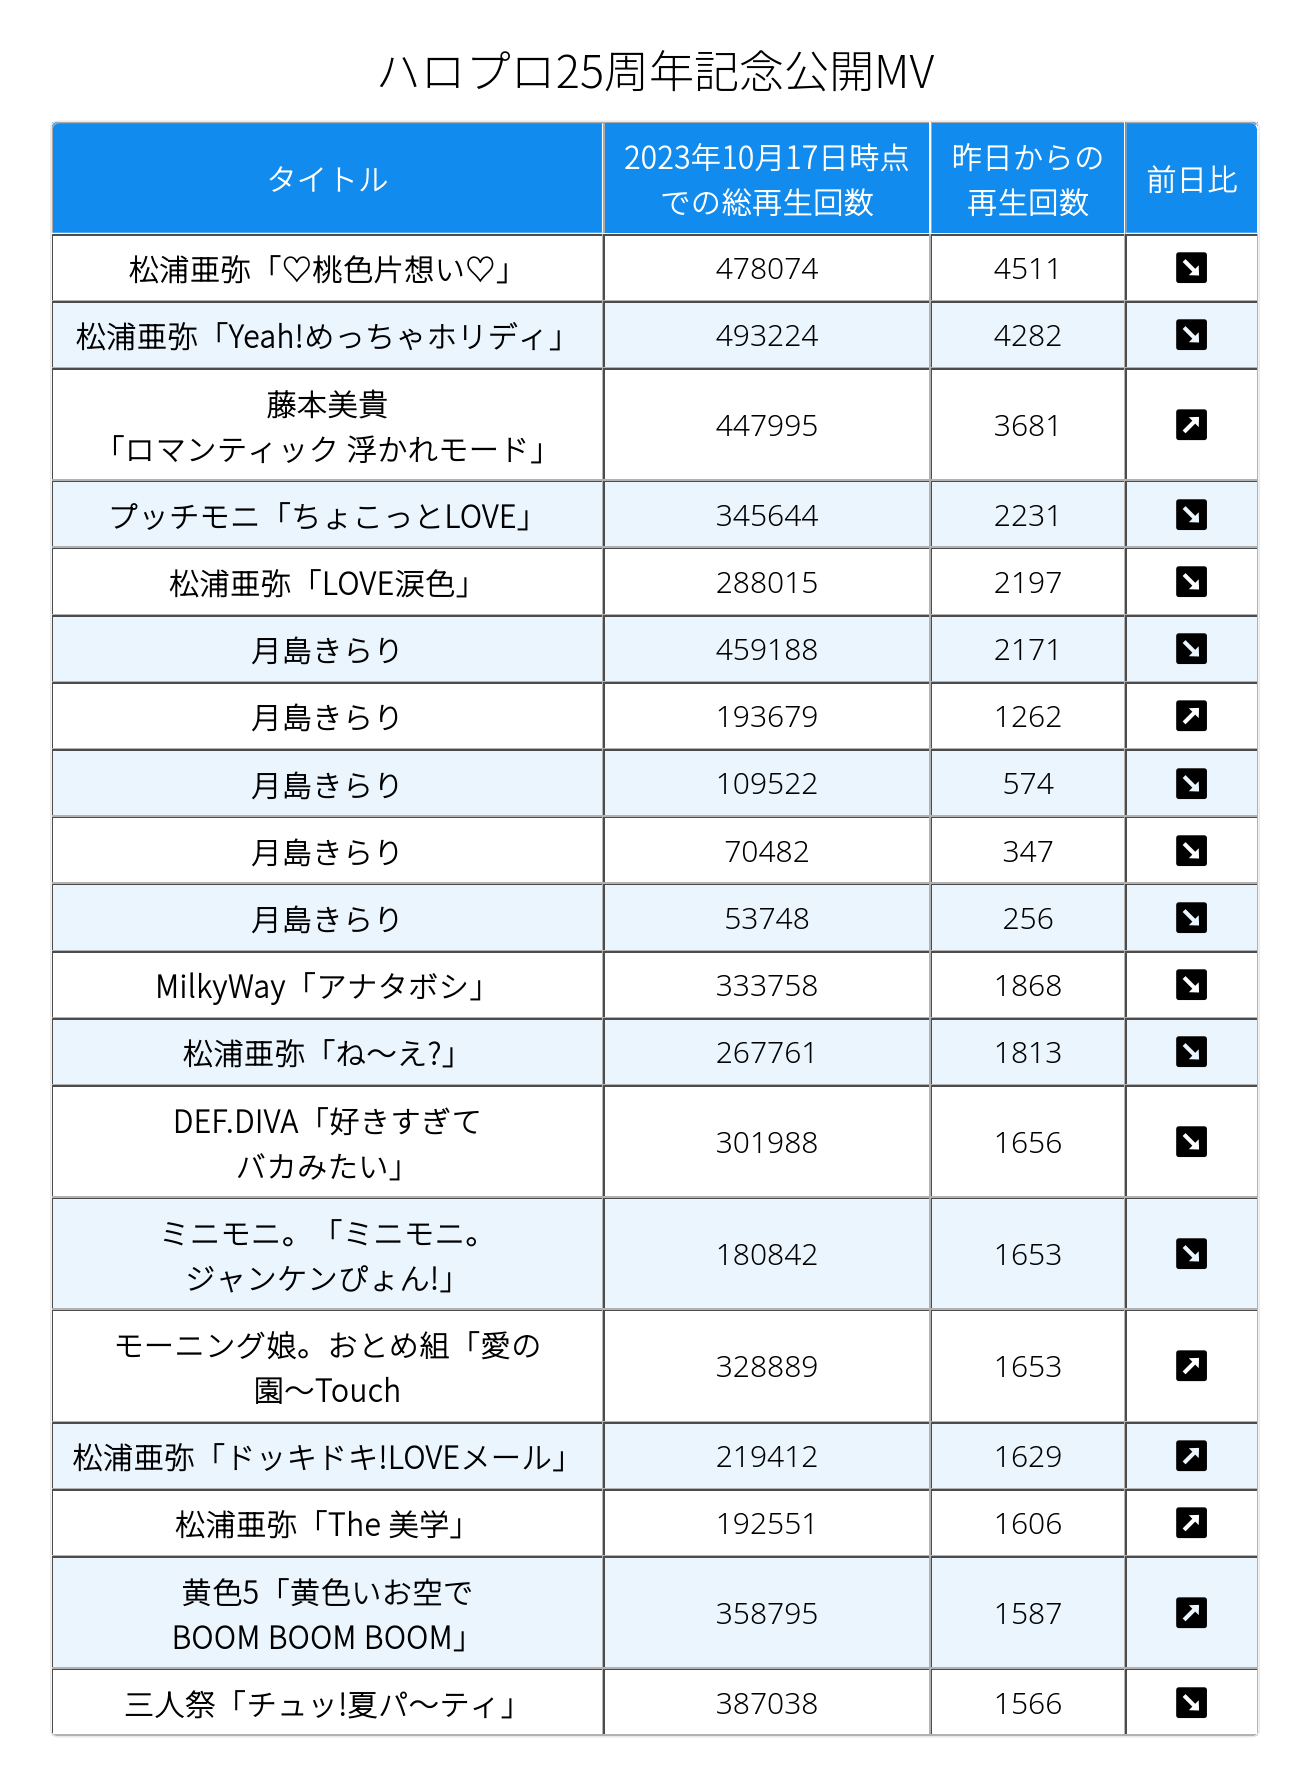 ハロプロ25周年記念公開MV
タイトル 2023年10月17日時点での総再生回数 昨日からの再生回数 前日比
松浦亜弥「♡桃色片想い♡」 478074 4511 ↘
松浦亜弥「Yeah!めっちゃホリディ」 493224 4282 ↘
藤本美貴
「ロマンティック 浮かれモード」 447995 3681 ↗
プッチモニ「ちょこっとLOVE」 345644 2231 ↘
松浦亜弥「LOVE涙色」 288015 2197 ↘
月島きらり 459188 2171 ↘
月島きらり 193679 1262 ↗
月島きらり 109522 574 ↘
月島きらり 70482 347 ↘
月島きらり 53748 256 ↘
MilkyWay「アナタボシ」 333758 1868 ↘
松浦亜弥「ね〜え?」 267761 1813 ↘
DEF.DIVA「好きすぎて
バカみたい」 301988 1656 ↘
ミニモニ。「ミニモニ。
ジャンケンぴょん!」 180842 1653 ↘
モーニング娘。おとめ組「愛の
園〜Touch 328889 1653 ↗
松浦亜弥「ドッキドキ!LOVEメール」 219412 1629 ↗
松浦亜弥「The 美学」 192551 1606 ↗
黄色5「黄色いお空で
BOOM BOOM BOOM」 358795 1587 ↗
三人祭「チュッ!夏パ〜ティ」 387038 1566 ↘